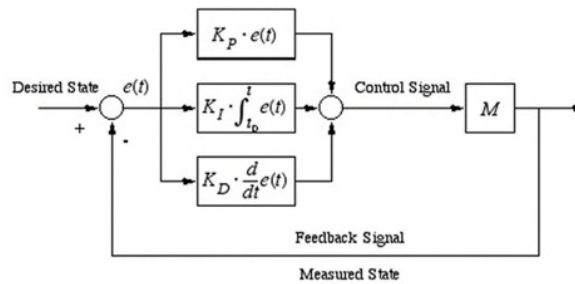 K_P · e(t)
Desired State
e(t)
+
-
K_I · ∫_{t_0}^{t} e(t)
Control Signal
M
K_D · d/dt e(t)
Feedback Signal
Measured State